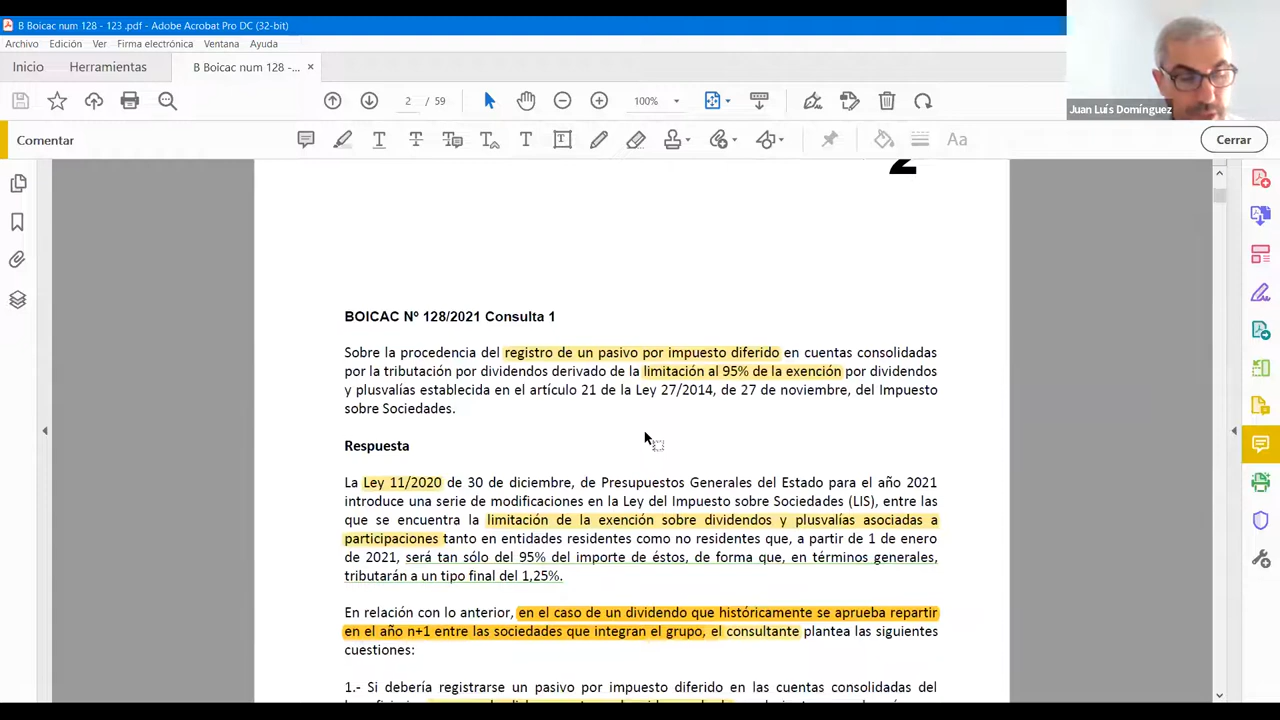 B Boicac num 128 - 123 .pdf - Adobe Acrobat Pro DC (32-bit)
Archivo Edición Ver Firma electrónica Ventana Ayuda
Inicio Herramientas B Boicac num 128 -... ×
2 / 59 100%
Juan Luís Domínguez
Comentar Aa Cerrar
BOICAC Nº 128/2021 Consulta 1
Sobre la procedencia del registro de un pasivo por impuesto diferido en cuentas consolidadas
por la tributación por dividendos derivado de la limitación al 95% de la exención por dividendos
y plusvalías establecida en el artículo 21 de la Ley 27/2014, de 27 de noviembre, del Impuesto
sobre Sociedades.
Respuesta
La Ley 11/2020 de 30 de diciembre, de Presupuestos Generales del Estado para el año 2021
introduce una serie de modificaciones en la Ley del Impuesto sobre Sociedades (LIS), entre las
que se encuentra la limitación de la exención sobre dividendos y plusvalías asociadas a
participaciones tanto en entidades residentes como no residentes que, a partir de 1 de enero
de 2021, será tan sólo del 95% del importe de éstos, de forma que, en términos generales,
tributarán a un tipo final del 1,25%.
En relación con lo anterior, en el caso de un dividendo que históricamente se aprueba repartir
en el año n+1 entre las sociedades que integran el grupo, el consultante plantea las siguientes
cuestiones:
1.- Si debería registrarse un pasivo por impuesto diferido en las cuentas consolidadas del